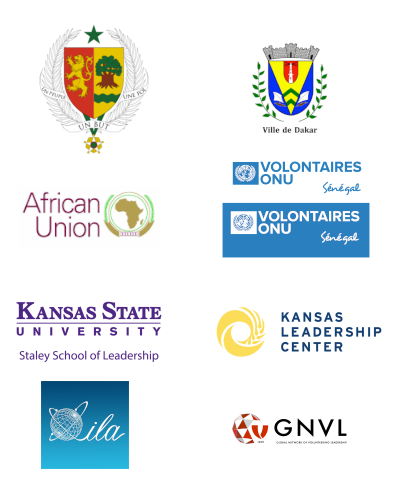 UN PEUPLE
UNE FOI
UN BUT
Ville de Dakar
African
Union
VOLONTAIRES
ONU
Sénégal
VOLONTAIRES
ONU
Sénégal
KANSAS STATE
UNIVERSITY
Staley School of Leadership
KANSAS
LEADERSHIP
CENTER
ila
GNVL
GLOBAL NETWORK OF VOLUNTEERING LEADERSHIP